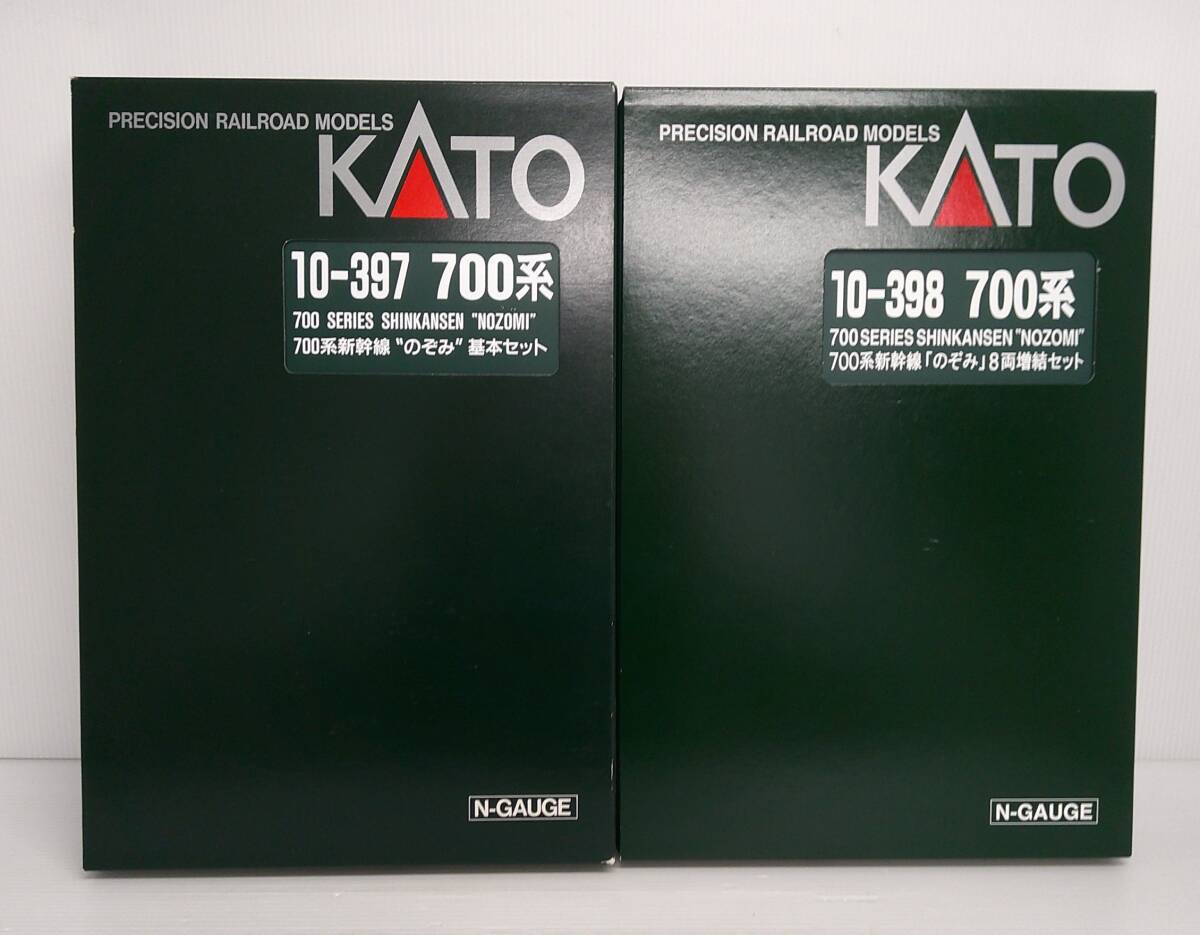 PRECISION RAILROAD MODELS
KATO
10-397 700系
700 SERIES SHINKANSEN "NOZOMI"
700系新幹線〝のぞみ〟基本セット
N-GAUGE
PRECISION RAILROAD MODELS
KATO
10-398 700系
700 SERIES SHINKANSEN "NOZOMI"
700系新幹線「のぞみ」8両増結セット
N-GAUGE